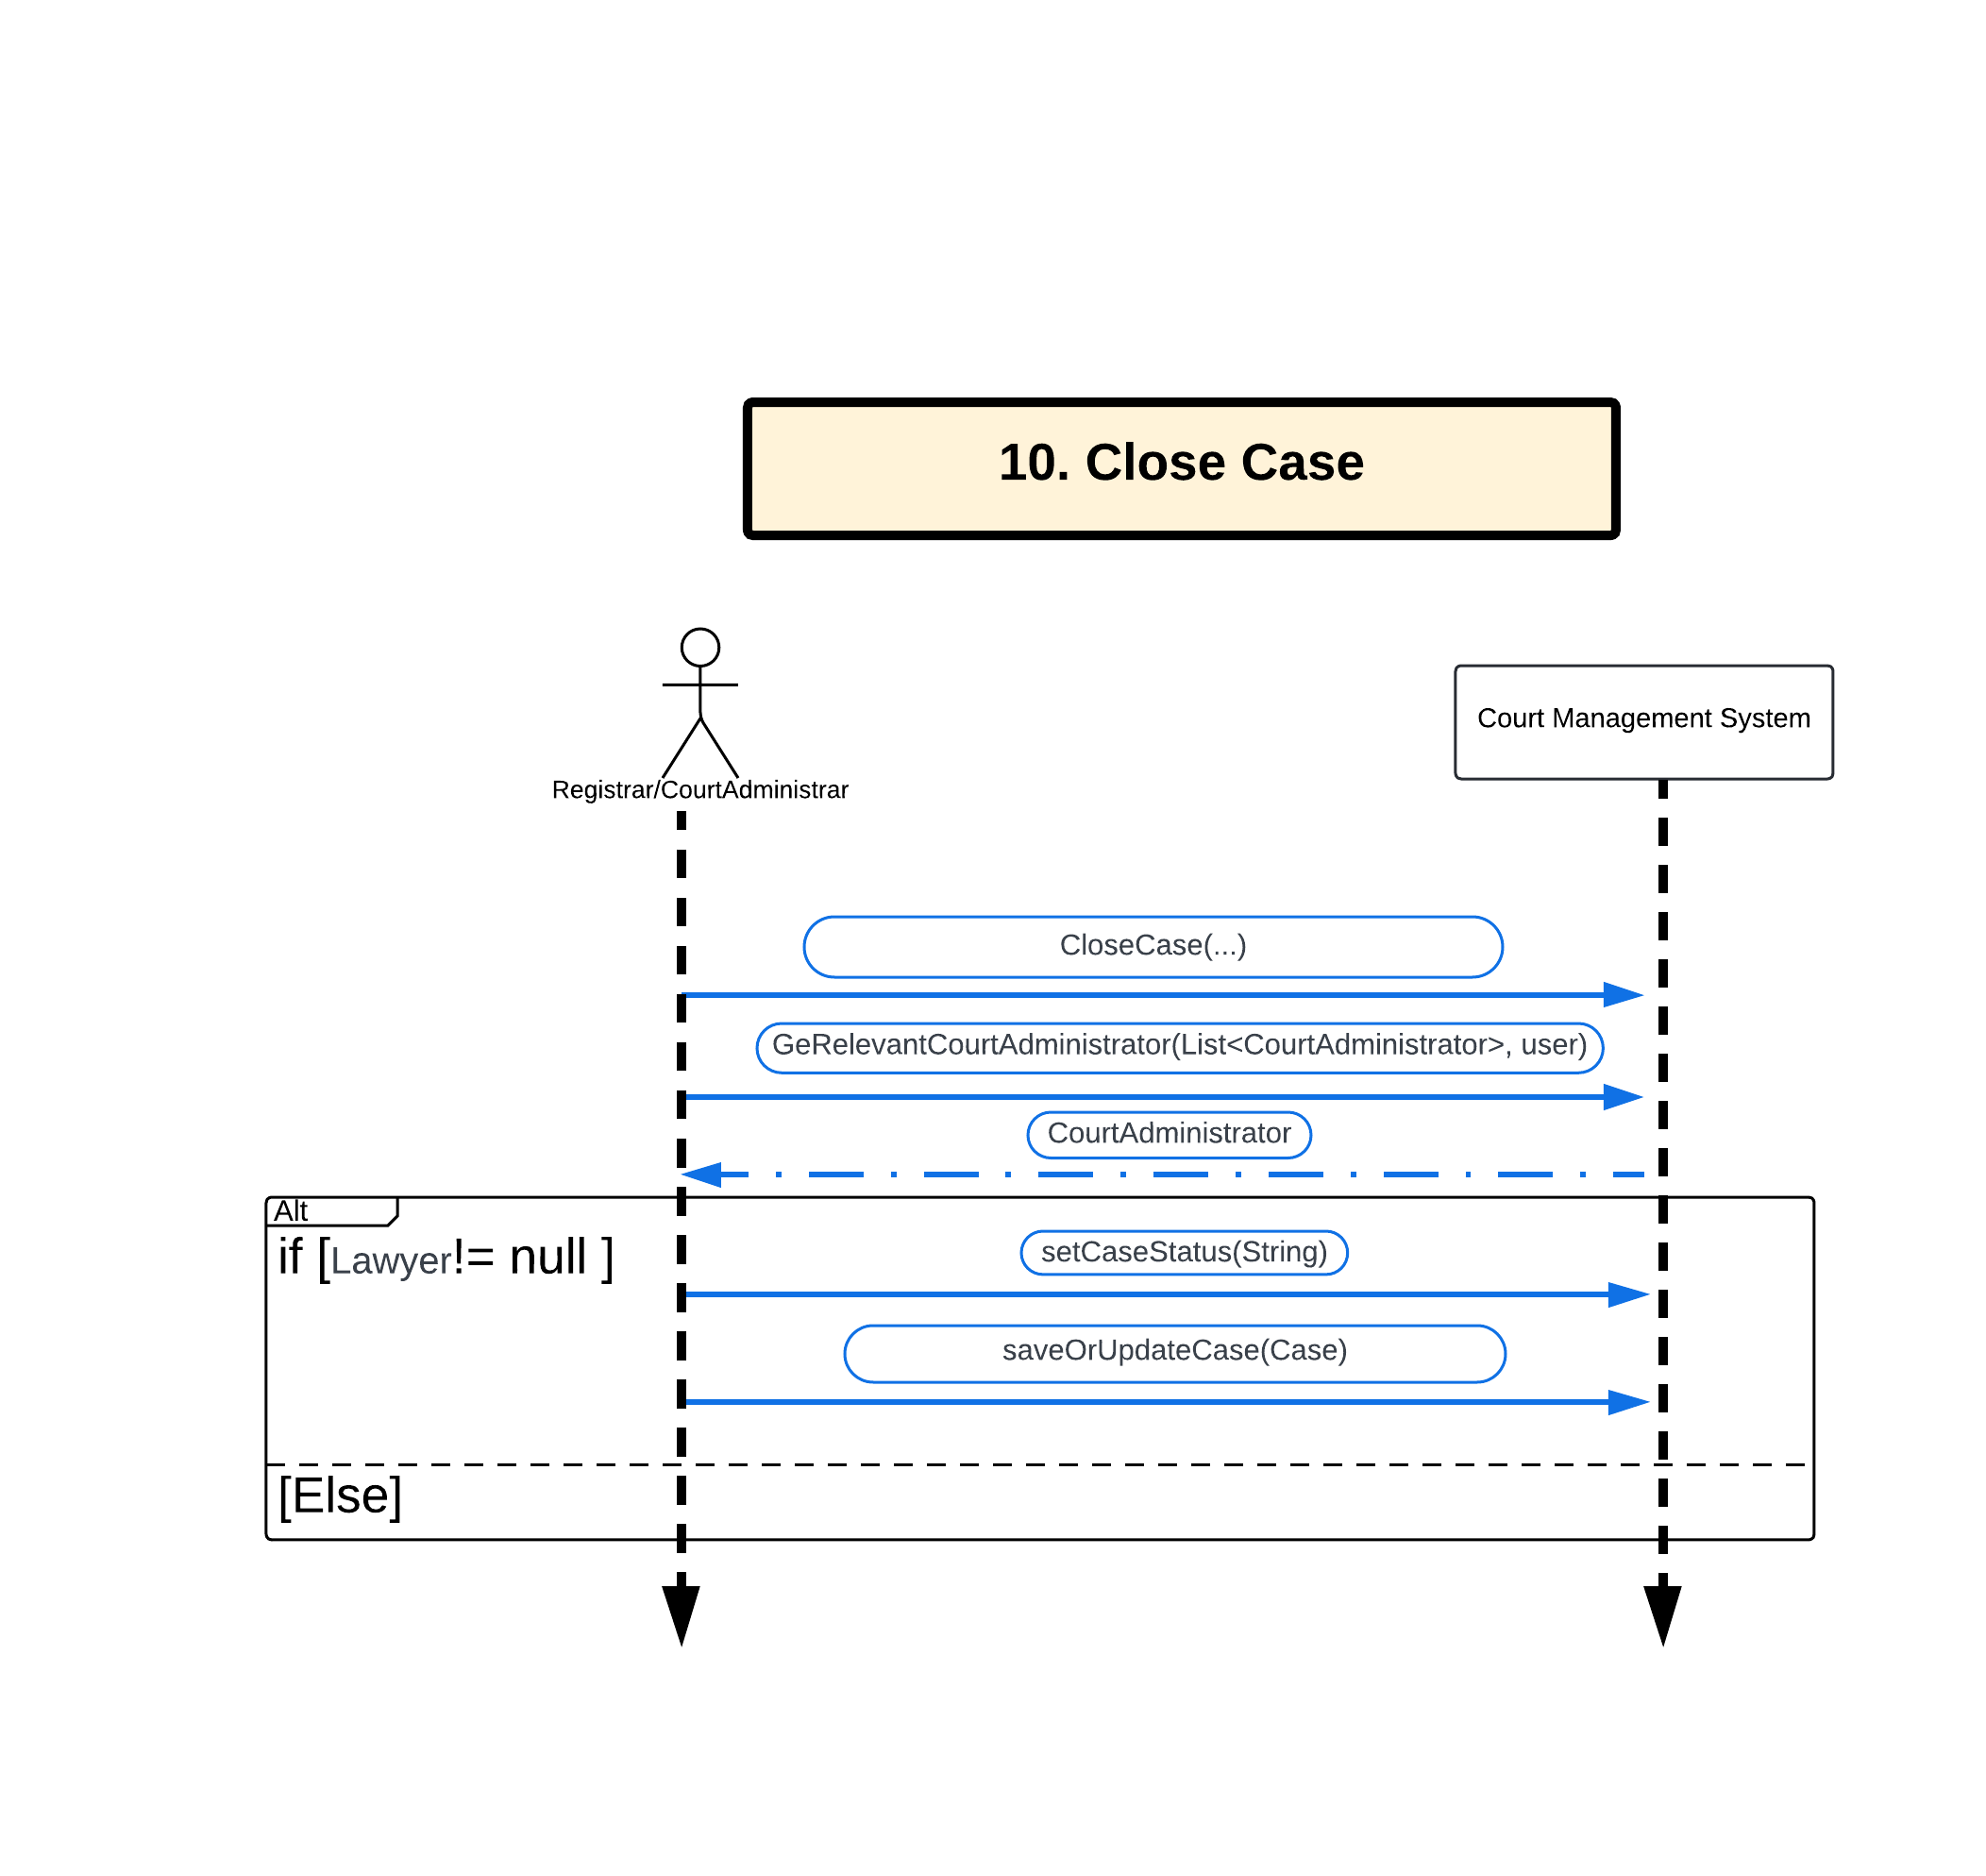 10. Close Case
Court Management System
Registrar/CourtAdministrar
CloseCase(...)
GeRelevantCourtAdministrator(List<CourtAdministrator>, user)
CourtAdministrator
Alt
if [Lawyer!= null ]
setCaseStatus(String)
saveOrUpdateCase(Case)
[Else]